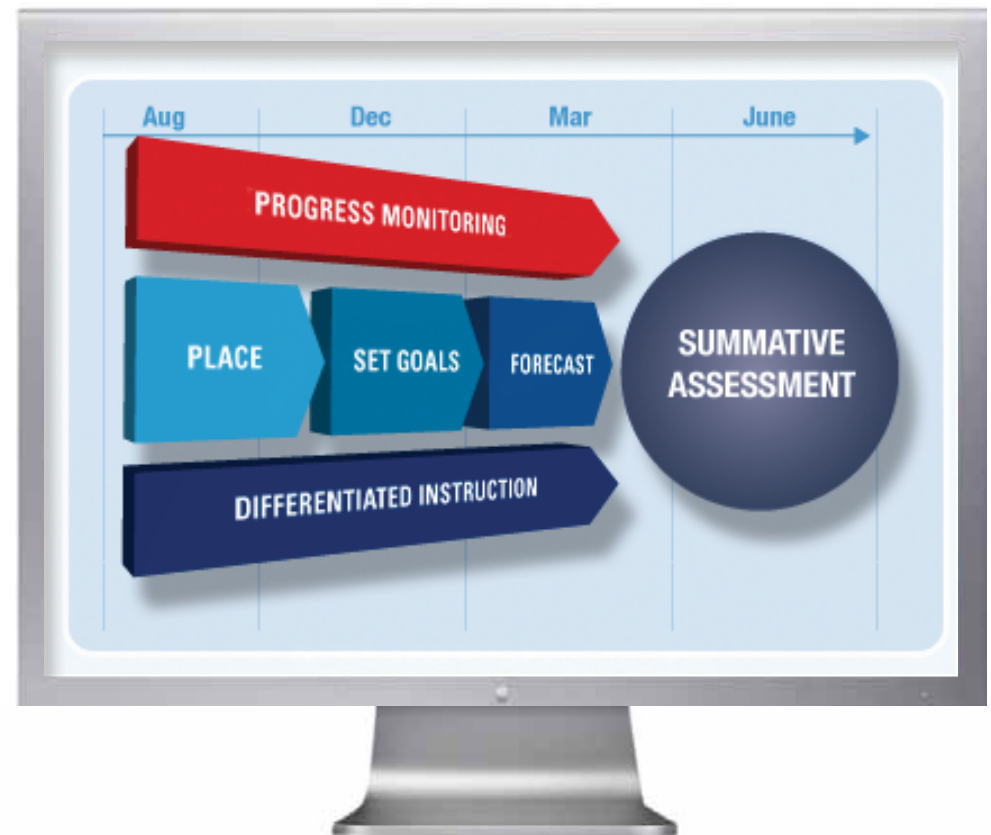 Aug Dec Mar June
PROGRESS MONITORING
PLACE SET GOALS FORECAST
SUMMATIVE
ASSESSMENT
DIFFERENTIATED INSTRUCTION